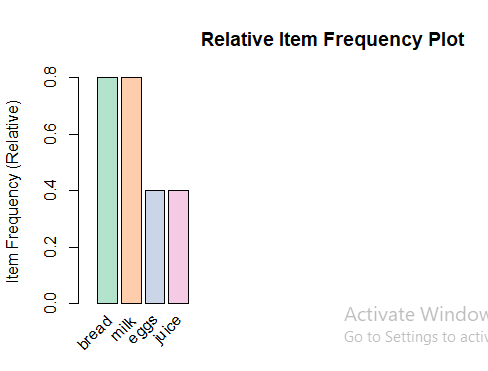 Relative Item Frequency Plot
Item Frequency (Relative)
0.8
0.6
0.4
0.2
0.0
bread
milk
eggs
juice
Activate Window
Go to Settings to activ